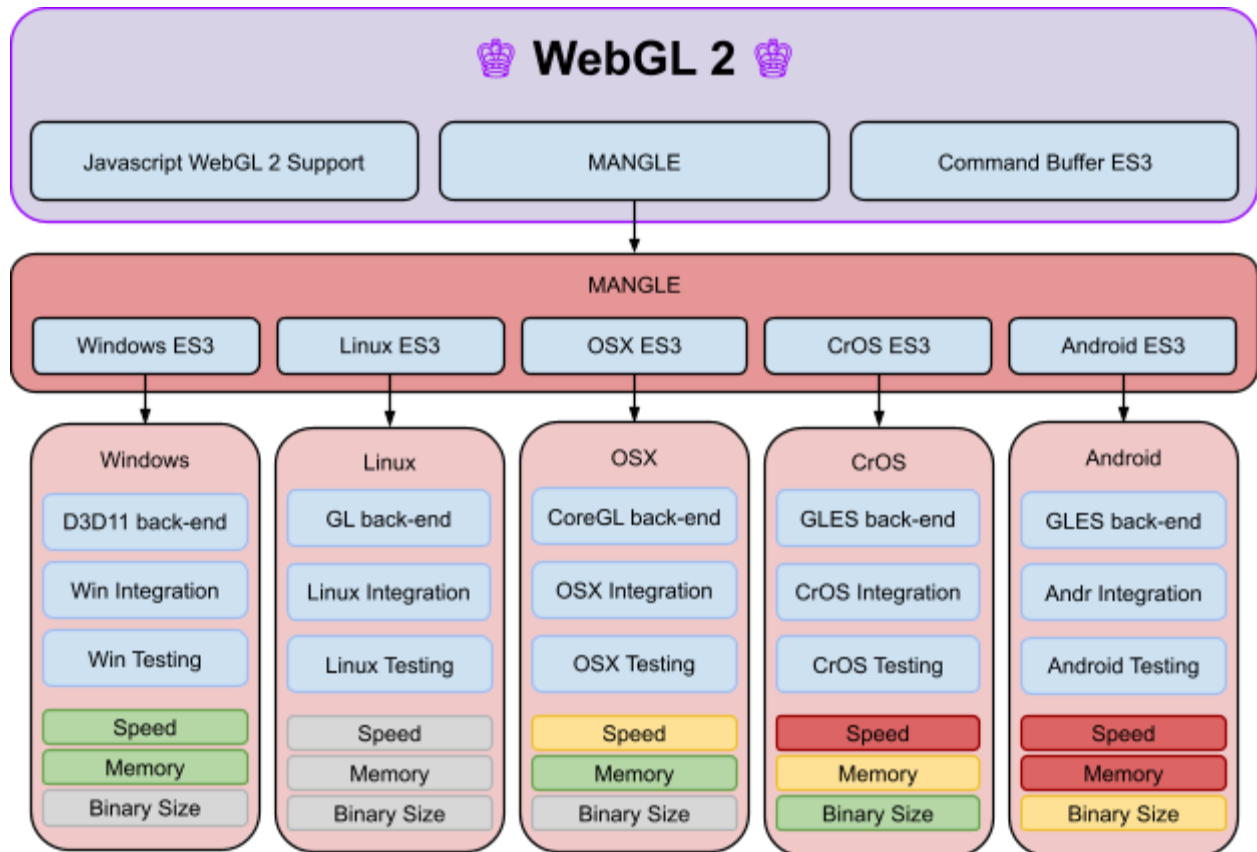 ♚ WebGL 2 ♚
Javascript WebGL 2 Support
MANGLE
Command Buffer ES3
MANGLE
Windows ES3
Linux ES3
OSX ES3
CrOS ES3
Android ES3
Windows
D3D11 back-end
Win Integration
Win Testing
Speed
Memory
Binary Size
Linux
GL back-end
Linux Integration
Linux Testing
Speed
Memory
Binary Size
OSX
CoreGL back-end
OSX Integration
OSX Testing
Speed
Memory
Binary Size
CrOS
GLES back-end
CrOS Integration
CrOS Testing
Speed
Memory
Binary Size
Android
GLES back-end
Andr Integration
Android Testing
Speed
Memory
Binary Size